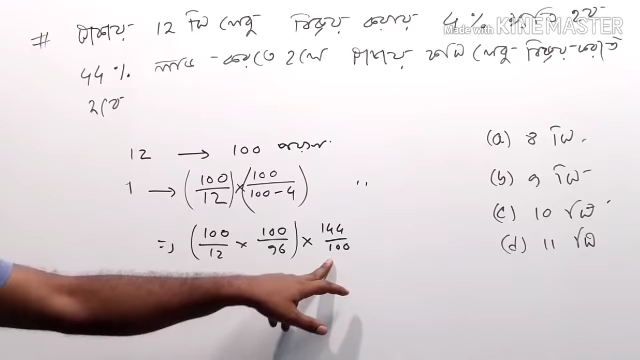 Made with KINEMASTER
# টাকায় 12 টি লেবু বিক্রয় করায় 4% ক্ষতি হয়
44% লাভ করতে হলে টাকায় কয়টি লেবু বিক্রয় করতে
হবে
12 → 100 পয়সা
1 → (100/12) × (100/100-4) ,,
=> (100/12 × 100/96) × 144/100
(a) 8 টি
(b) 9 টি
(c) 10 টি
(d) 11 টি